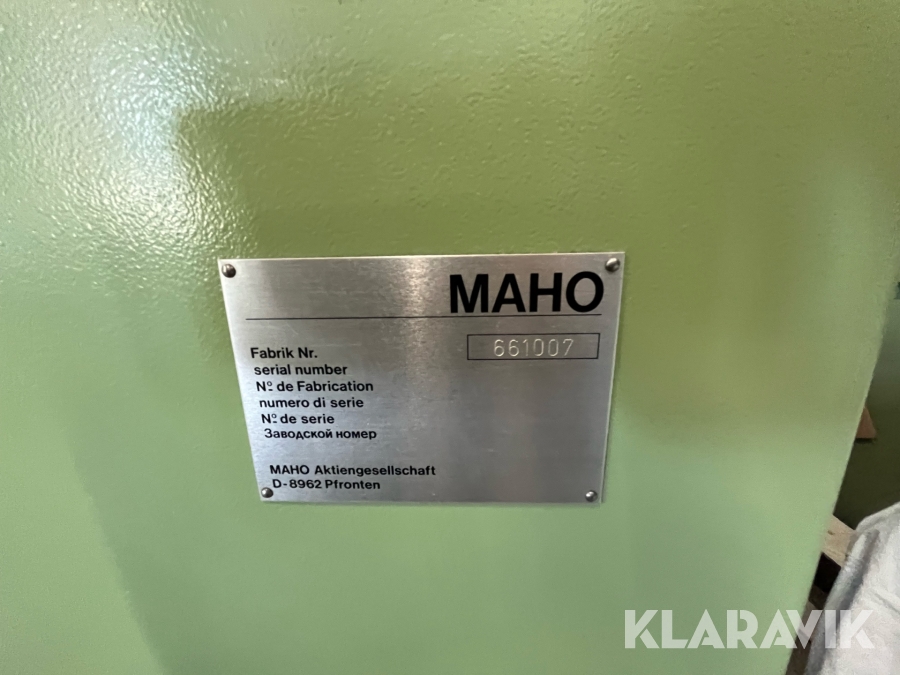 MAHO
Fabrik Nr. 661007
serial number
Nº de Fabrication
numero di serie
Nº de serie
Заводской номер
MAHO Aktiengesellschaft
D-8962 Pfronten
KLARAVIK